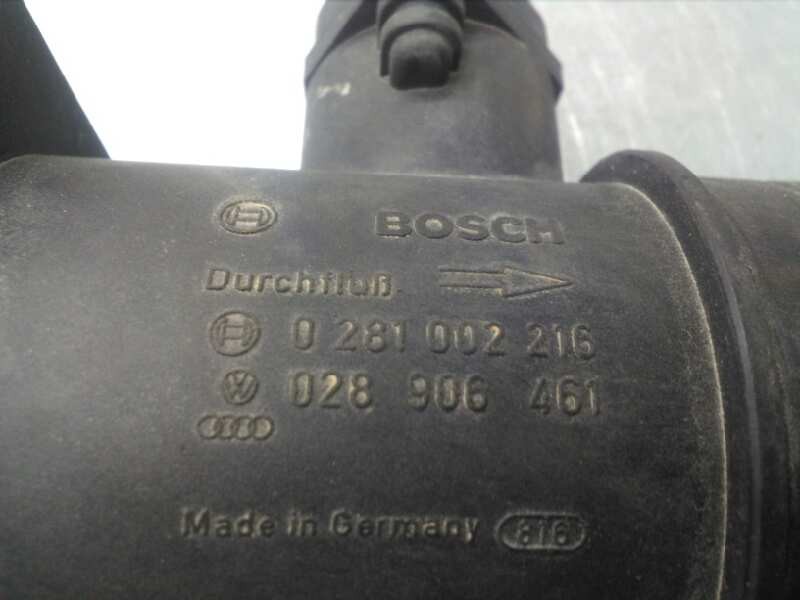 BOSCH
Durchfluß
0 281 002 216
028 906 461
Made in Germany 816